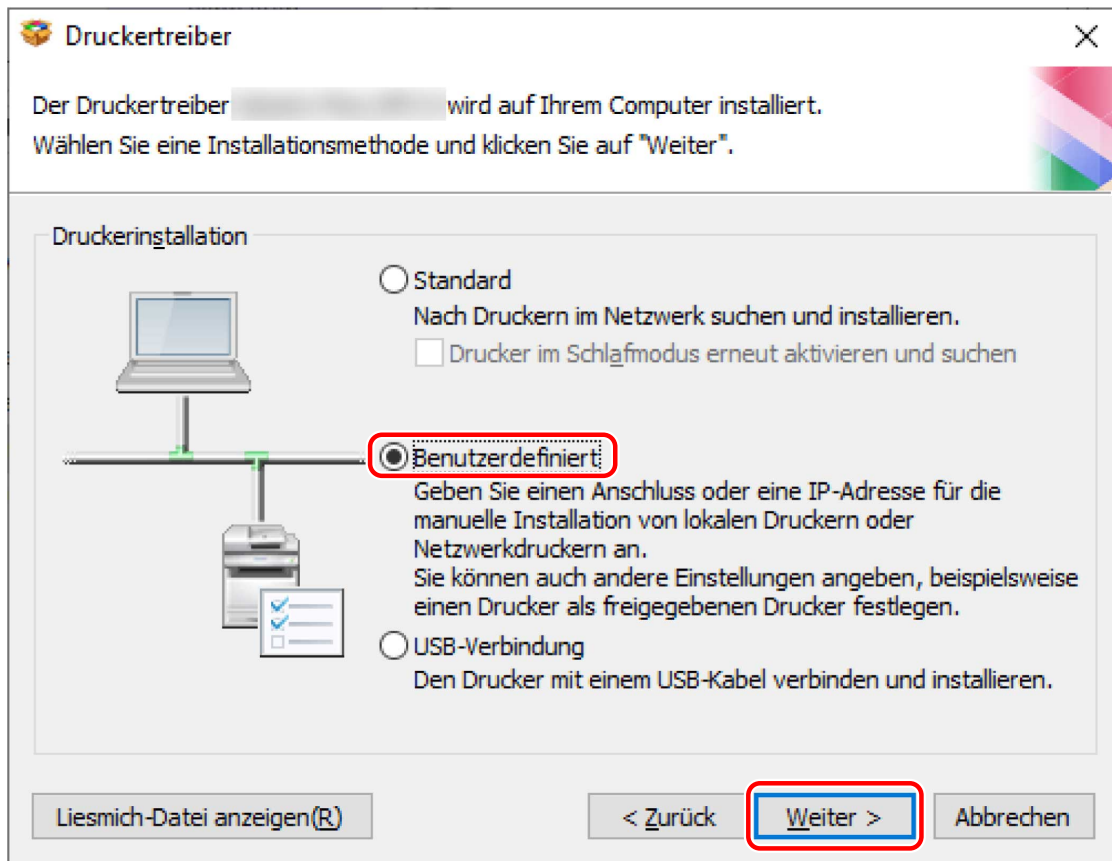 Druckertreiber
Der Druckertreiber wird auf Ihrem Computer installiert.
Wählen Sie eine Installationsmethode und klicken Sie auf "Weiter".
Druckerinstallation
Standard
Nach Druckern im Netzwerk suchen und installieren.
Drucker im Schlafmodus erneut aktivieren und suchen
Benutzerdefiniert
Geben Sie einen Anschluss oder eine IP-Adresse für die
manuelle Installation von lokalen Druckern oder
Netzwerkdruckern an.
Sie können auch andere Einstellungen angeben, beispielsweise
einen Drucker als freigegebenen Drucker festlegen.
USB-Verbindung
Den Drucker mit einem USB-Kabel verbinden und installieren.
Liesmich-Datei anzeigen(R)
< Zurück
Weiter >
Abbrechen